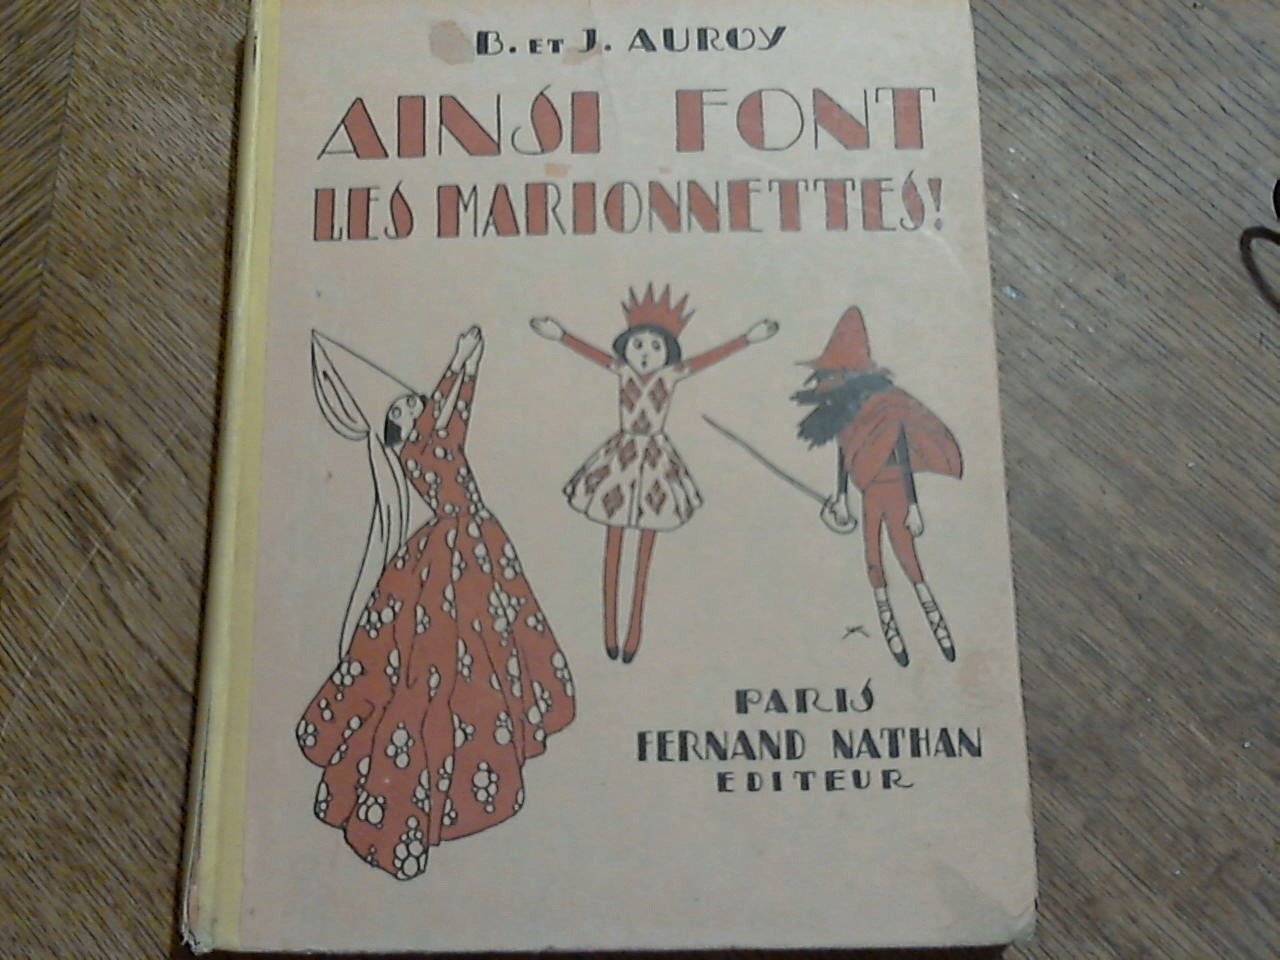 B. ET J. AUROY
AINSI FONT
LES MARIONNETTES!
PARIS
FERNAND NATHAN
EDITEUR